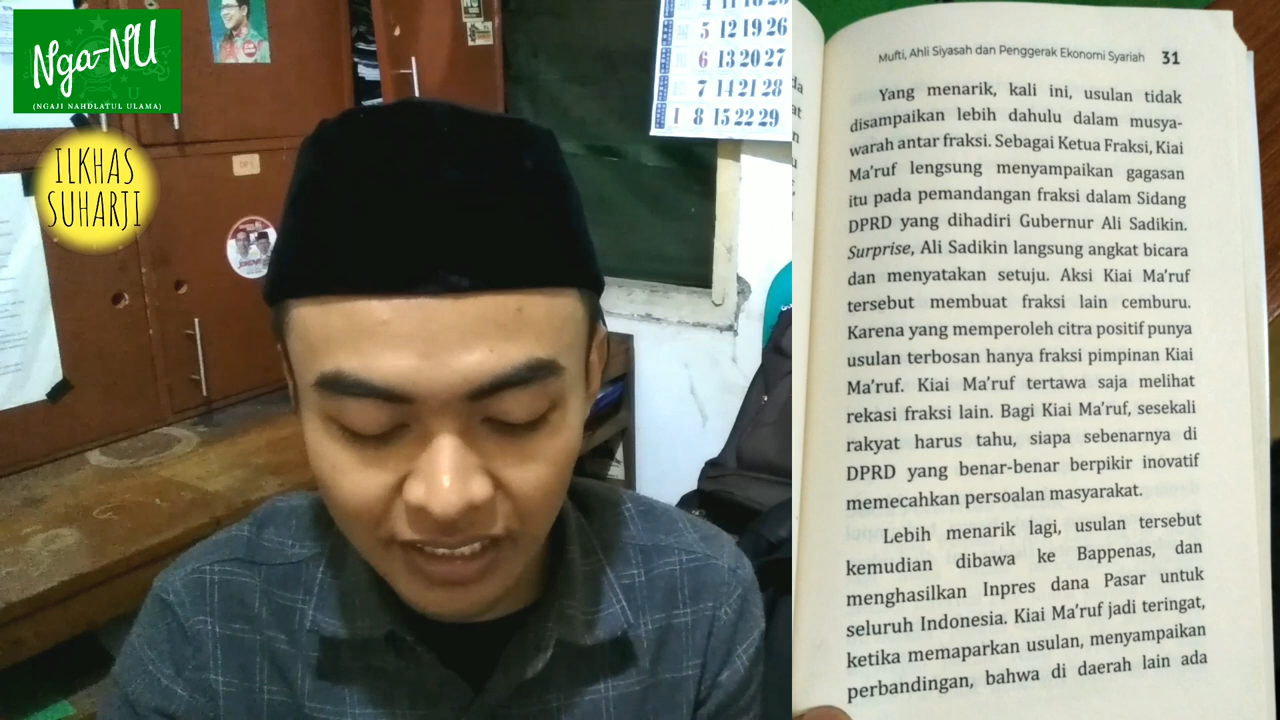 Nga-NU
(NGAJI NAHDLATUL ULAMA)
ILKHAS
SUHARJI
4 11 18 25
5 12 19 26
6 13 20 27
7 14 21 28
1 8 15 22 29
Mufti, Ahli Siyasah dan Penggerak Ekonomi Syariah 31
Yang menarik, kali ini, usulan tidak
disampaikan lebih dahulu dalam musya-
warah antar fraksi. Sebagai Ketua Fraksi, Kiai
Ma'ruf lengsung menyampaikan gagasan
itu pada pemandangan fraksi dalam Sidang
DPRD yang dihadiri Gubernur Ali Sadikin.
Surprise, Ali Sadikin langsung angkat bicara
dan menyatakan setuju. Aksi Kiai Ma'ruf
tersebut membuat fraksi lain cemburu.
Karena yang memperoleh citra positif punya
usulan terbosan hanya fraksi pimpinan Kiai
Ma'ruf. Kiai Ma'ruf tertawa saja melihat
rekasi fraksi lain. Bagi Kiai Ma'ruf, sesekali
rakyat harus tahu, siapa sebenarnya di
DPRD yang benar-benar berpikir inovatif
memecahkan persoalan masyarakat.
Lebih menarik lagi, usulan tersebut
kemudian dibawa ke Bappenas, dan
menghasilkan Inpres dana Pasar untuk
seluruh Indonesia. Kiai Ma'ruf jadi teringat,
ketika memaparkan usulan, menyampaikan
perbandingan, bahwa di daerah lain ada